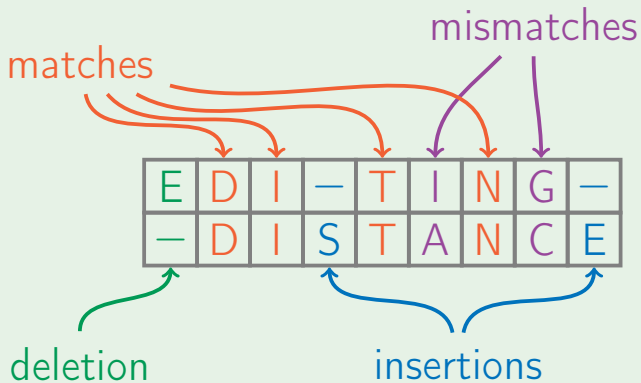 mismatches
matches
E D I – T I N G –
– D I S T A N C E
deletion insertions